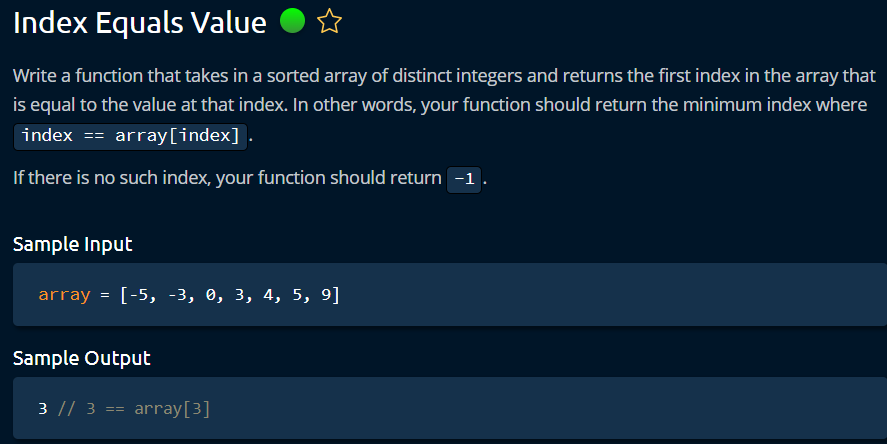 Index Equals Value
Write a function that takes in a sorted array of distinct integers and returns the first index in the array that
is equal to the value at that index. In other words, your function should return the minimum index where
index == array[index] .
If there is no such index, your function should return -1 .
Sample Input
array = [-5, -3, 0, 3, 4, 5, 9]
Sample Output
3 // 3 == array[3]